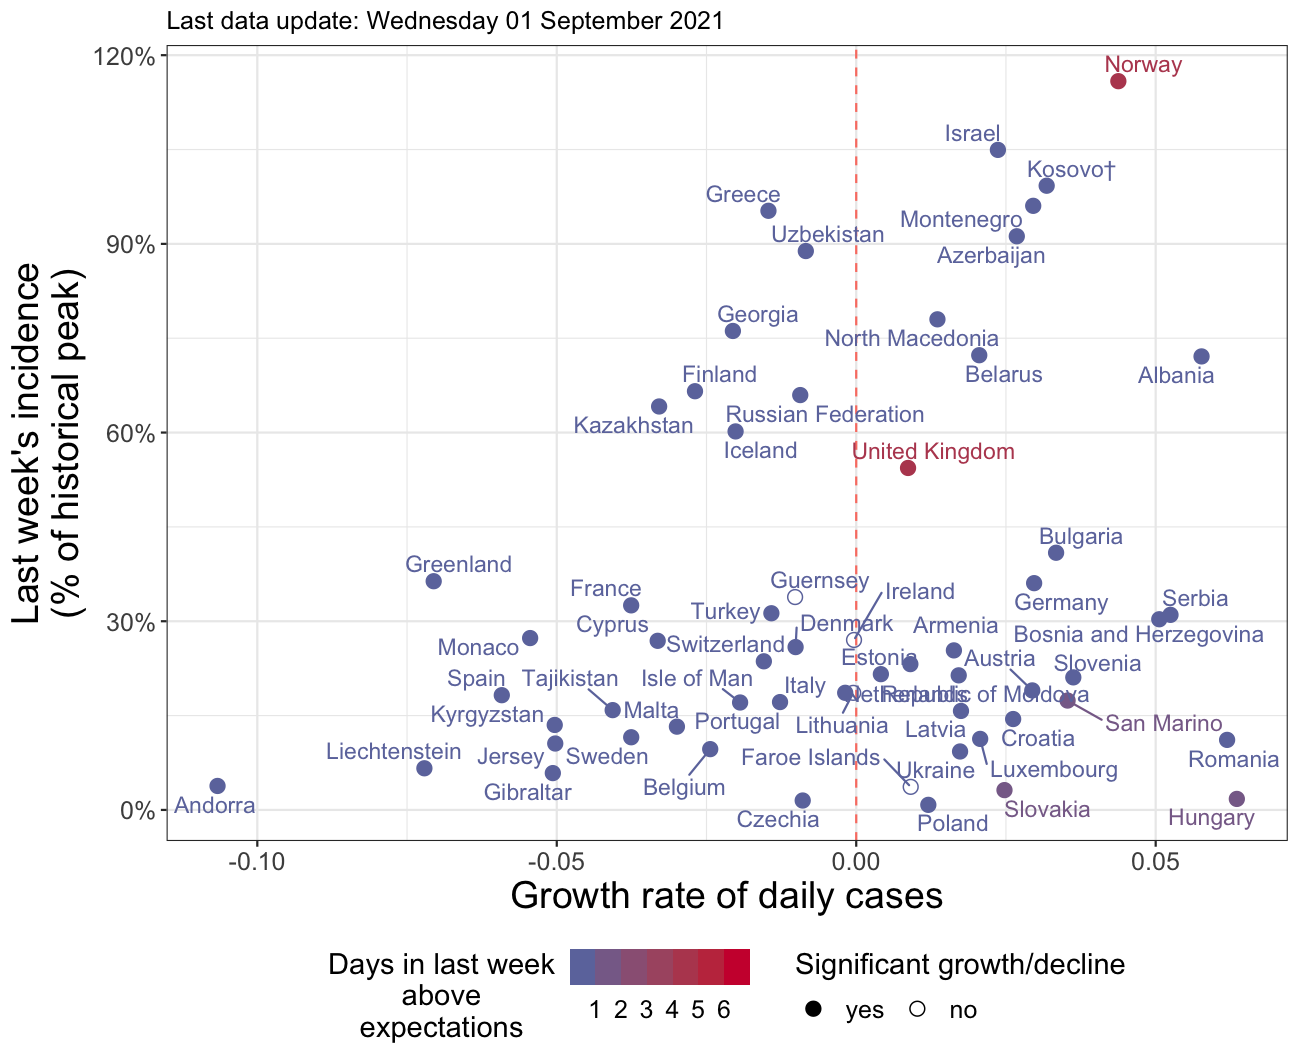 Last data update: Wednesday 01 September 2021
120%
90%
60%
30%
0%
Last week's incidence
(% of historical peak)
Norway
Israel
Kosovo†
Greece
Montenegro
Uzbekistan
Azerbaijan
Georgia
North Macedonia
Finland
Belarus
Albania
Kazakhstan
Russian Federation
Iceland
United Kingdom
Bulgaria
Greenland
France
Guernsey
Ireland
Germany
Serbia
Cyprus
Turkey
Denmark
Armenia
Bosnia and Herzegovina
Monaco
Switzerland
Estonia
Austria
Slovenia
Spain
Tajikistan
Isle of Man
Italy
Netherlands
Republic of Moldova
Kyrgyzstan
Malta
Portugal
Lithuania
Latvia
Croatia
San Marino
Liechtenstein
Jersey
Sweden
Faroe Islands
Ukraine
Luxembourg
Romania
Andorra
Gibraltar
Belgium
Czechia
Poland
Slovakia
Hungary
-0.10
-0.05
0.00
0.05
Growth rate of daily cases
Days in last week
above
expectations
1 2 3 4 5 6
Significant growth/decline
yes
no